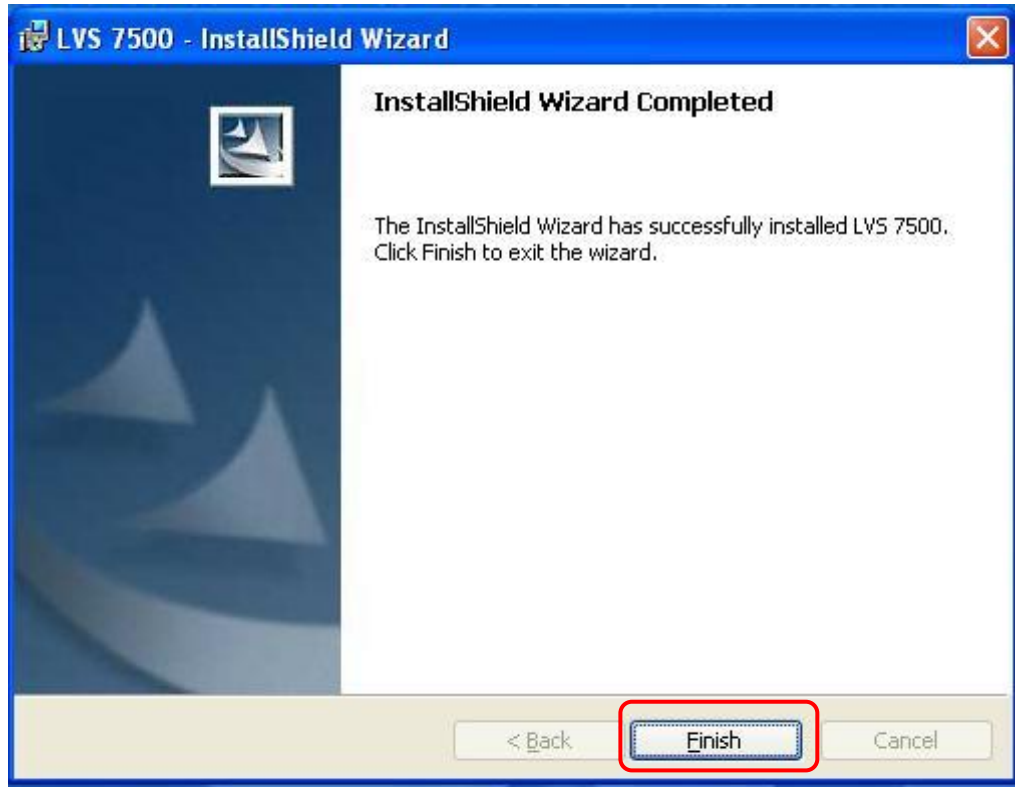 LVS 7500 - InstallShield Wizard
InstallShield Wizard Completed
The InstallShield Wizard has successfully installed LVS 7500.
Click Finish to exit the wizard.
< Back
Finish
Cancel